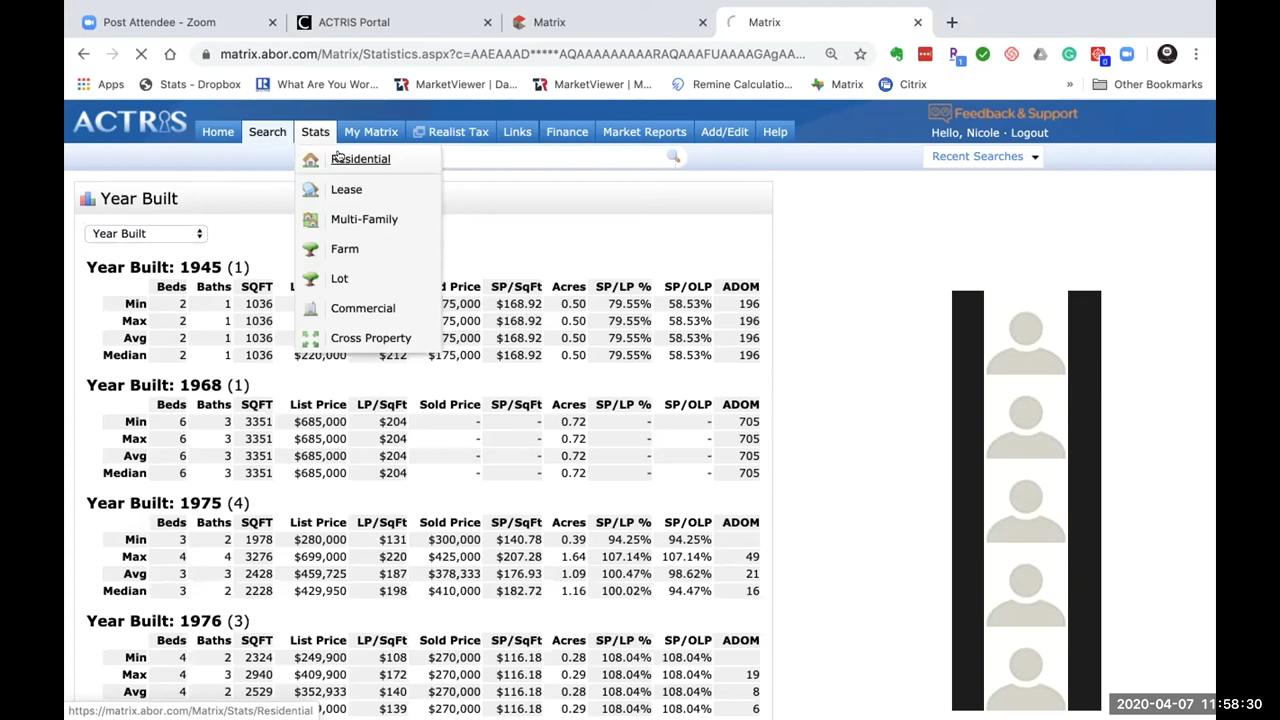 Post Attendee - Zoom
ACTRIS Portal
Matrix
Matrix
matrix.abor.com/Matrix/Statistics.aspx?c=AAEAAAD*****AQAAAAAAAAARAQAAAFUAAAAGAgAA...
Apps
Stats - Dropb
What Are You Wor...
MarketViewer | Da...
MarketViewer | M...
Remine Calculatio...
Matrix
Citrix
»
Other Bookmarks
ACTRIS
Home
Search
Stats
My Matrix
Realist Tax
Links
Finance
Market Reports
Add/Edit
Help
Feedback & Support
Hello, Nicole · Logout
Recent Searches
Residential
Lease
Multi-Family
Farm
Lot
Commercial
Cross Property
Year Built
Year Built
Year Built: 1945 (1)
Beds Baths SQFT Sold Price SP/SqFt Acres SP/LP % SP/OLP ADOM
Min 2 1 1036 75,000 $168.92 0.50 79.55% 58.53% 196
Max 2 1 1036 75,000 $168.92 0.50 79.55% 58.53% 196
Avg 2 1 1036 75,000 $168.92 0.50 79.55% 58.53% 196
Median 2 1 1036 $220, $212 $175,000 $168.92 0.50 79.55% 58.53% 196
Year Built: 1968 (1)
Beds Baths SQFT List Price LP/SqFt Sold Price SP/SqFt Acres SP/LP % SP/OLP ADOM
Min 6 3 3351 $685,000 $204 - - 0.72 - - 705
Max 6 3 3351 $685,000 $204 - - 0.72 - - 705
Avg 6 3 3351 $685,000 $204 - - 0.72 - - 705
Median 6 3 3351 $685,000 $204 - - 0.72 - - 705
Year Built: 1975 (4)
Beds Baths SQFT List Price LP/SqFt Sold Price SP/SqFt Acres SP/LP % SP/OLP ADOM
Min 3 2 1978 $280,000 $131 $300,000 $140.78 0.39 94.25% 94.25%
Max 4 4 3276 $699,000 $220 $425,000 $207.28 1.64 107.14% 107.14% 49
Avg 3 3 2428 $459,725 $187 $378,333 $176.93 1.09 100.47% 98.62% 21
Median 3 2 2228 $429,950 $198 $410,000 $182.72 1.16 100.02% 94.47% 16
Year Built: 1976 (3)
Beds Baths SQFT List Price LP/SqFt Sold Price SP/SqFt Acres SP/LP % SP/OLP ADOM
Min 4 2 2324 $249,900 $108 $270,000 $116.18 0.28 108.04% 108.04%
Max 4 3 2940 $409,900 $172 $270,000 $116.18 0.29 108.04% 108.04% 19
Avg 4 2 2529 $352, $140 $270,000 $116.18 0.29 108.04% 108.04% 8
9,900 $139 $270,000 $116.18 0.28 108.04% 108.04% 6
https://matrix.abor.com/Matrix/Stats/Residential
2020-04-07 11:58:30